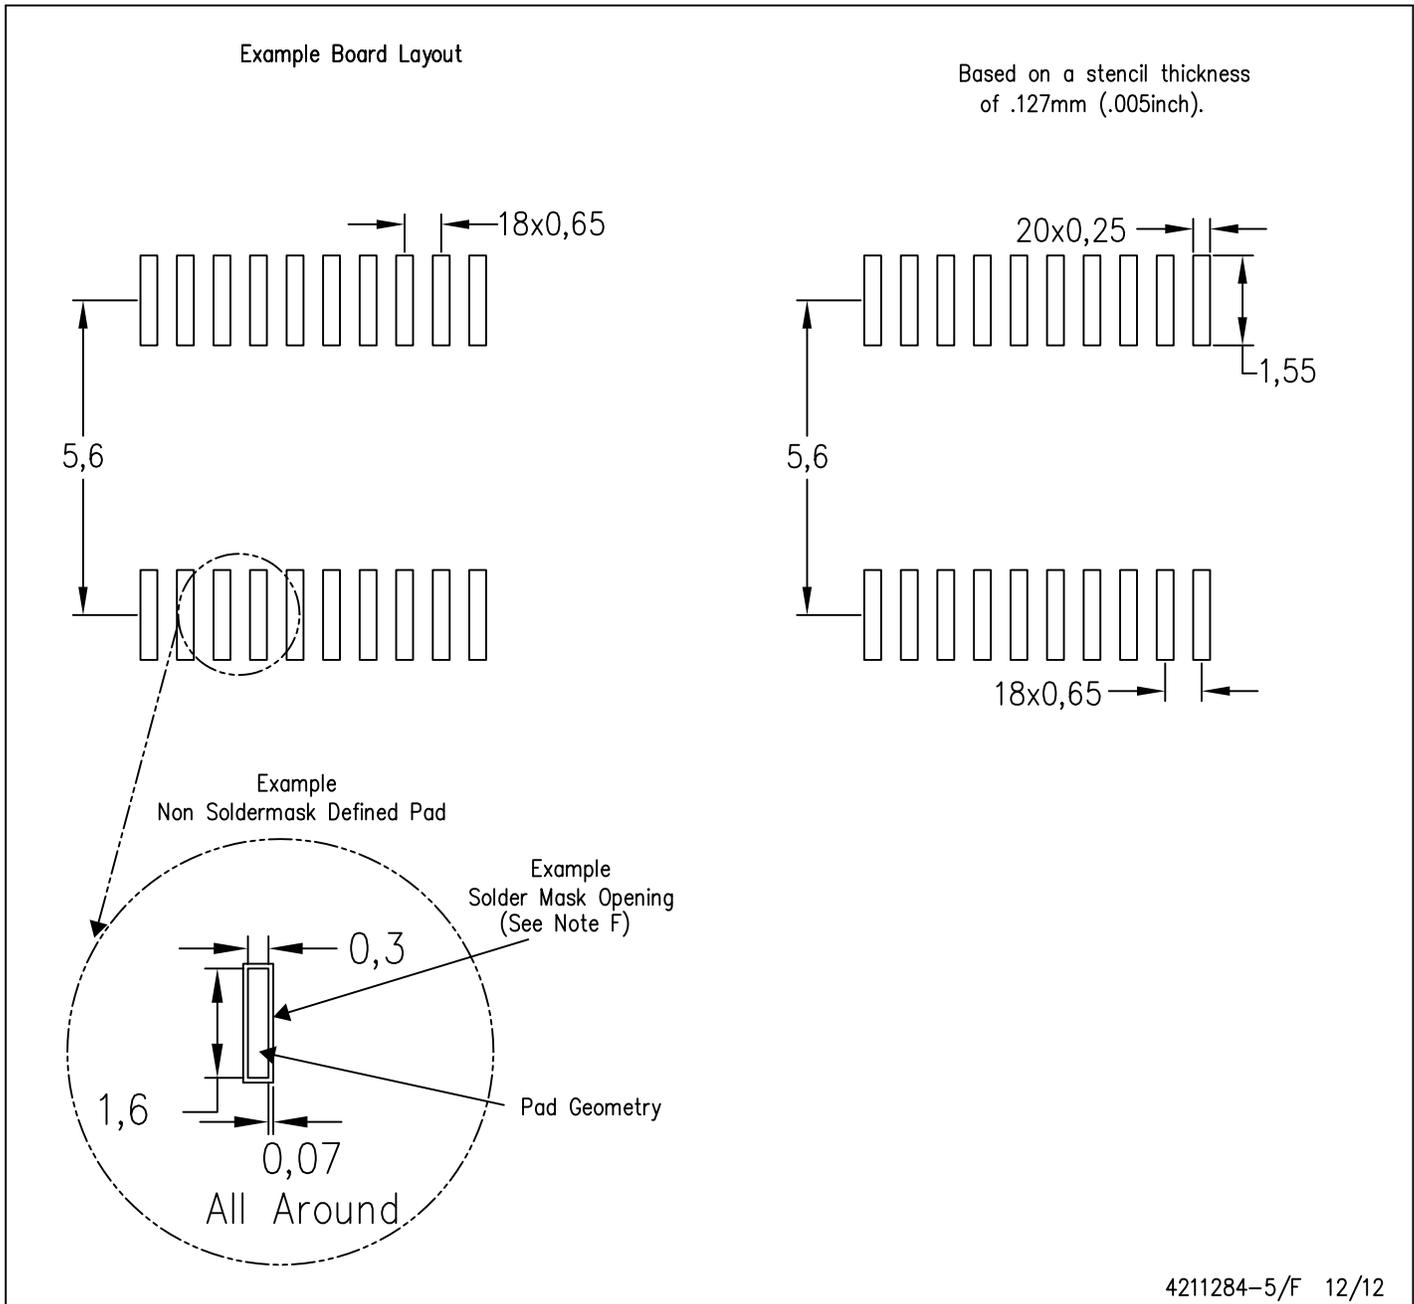 Example Board Layout
Based on a stencil thickness
of .127mm (.005inch).
18x0,65
20x0,25
1,55
5,6
5,6
18x0,65
Example
Non Soldermask Defined Pad
Example
Solder Mask Opening
(See Note F)
0,3
1,6
Pad Geometry
0,07
All Around
4211284-5/F 12/12